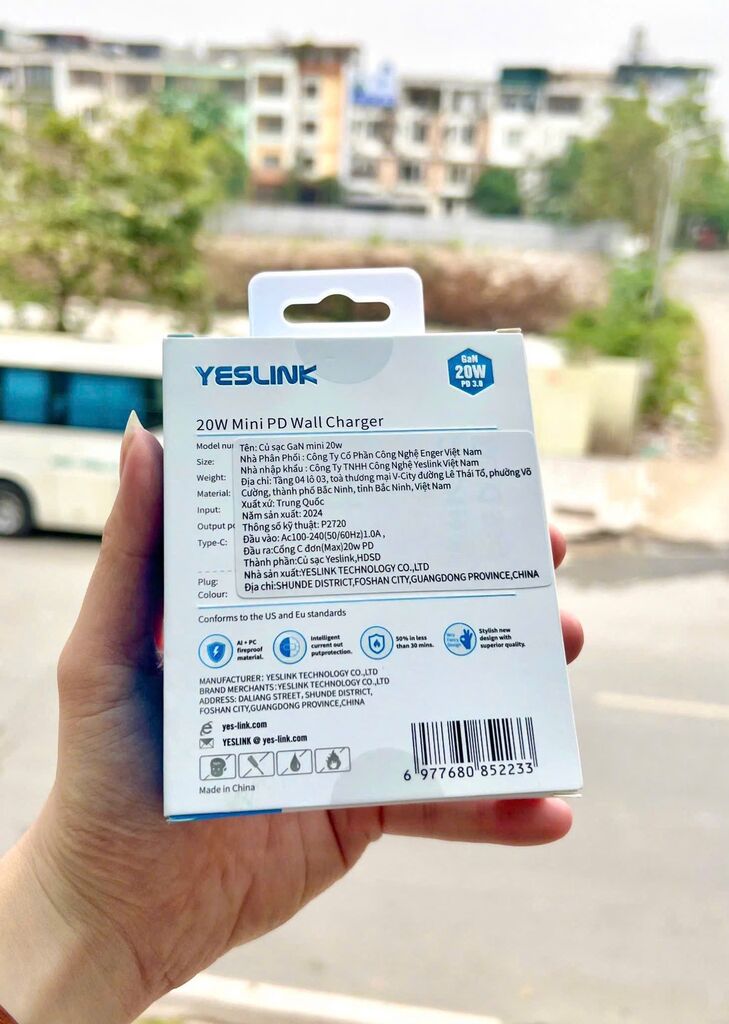 YESLINK
GaN
20W
PD 3.0
20W Mini PD Wall Charger
Model
Size:
Weight:
Material:
Input:
Output
Type-C:
Plug:
Colour:
Tên: Củ sạc GaN mini 20w
Nhà Phân Phối : Công Ty Cổ Phần Công Nghệ Enger Việt Nam
Nhà nhập khẩu : Công Ty TNHH Công Nghệ Yeslink Việt Nam
Địa chỉ: Tầng 04 lô 03, toà thương mại V-City đường Lê Thái Tổ, phường Võ
Cường, thành phố Bắc Ninh, tỉnh Bắc Ninh, Việt Nam
Xuất xứ: Trung Quốc
Năm sản xuất: 2024
Thông số kỹ thuật: P2720
Đầu vào: Ac100-240(50/60Hz)1.0A ,
Đầu ra:Cổng C đơn(Max)20w PD
Thành phần:Củ sạc Yeslink,HDSD
Nhà sản xuất:YESLINK TECHNOLOGY CO.,LTD
Địa chỉ:SHUNDE DISTRICT,FOSHAN CITY,GUANGDONG PROVINCE,CHINA
Conforms to the US and Eu standards
AI + PC
fireproof
material.
Intelligent
current out
putprotection.
50% in less
than 30 mins.
Very
Fancy
Design
Stylish new
design with
superior quality.
MANUFACTURER: YESLINK TECHNOLOGY CO.,LTD
BRAND MERCHANTS:YESLINK TECHNOLOGY CO.,LTD
ADDRESS: DALIANG STREET, SHUNDE DISTRICT,
FOSHAN CITY,GUANGDONG PROVINCE,CHINA
yes-link.com
YESLINK @ yes-link.com
Made in China
6 977680 852233